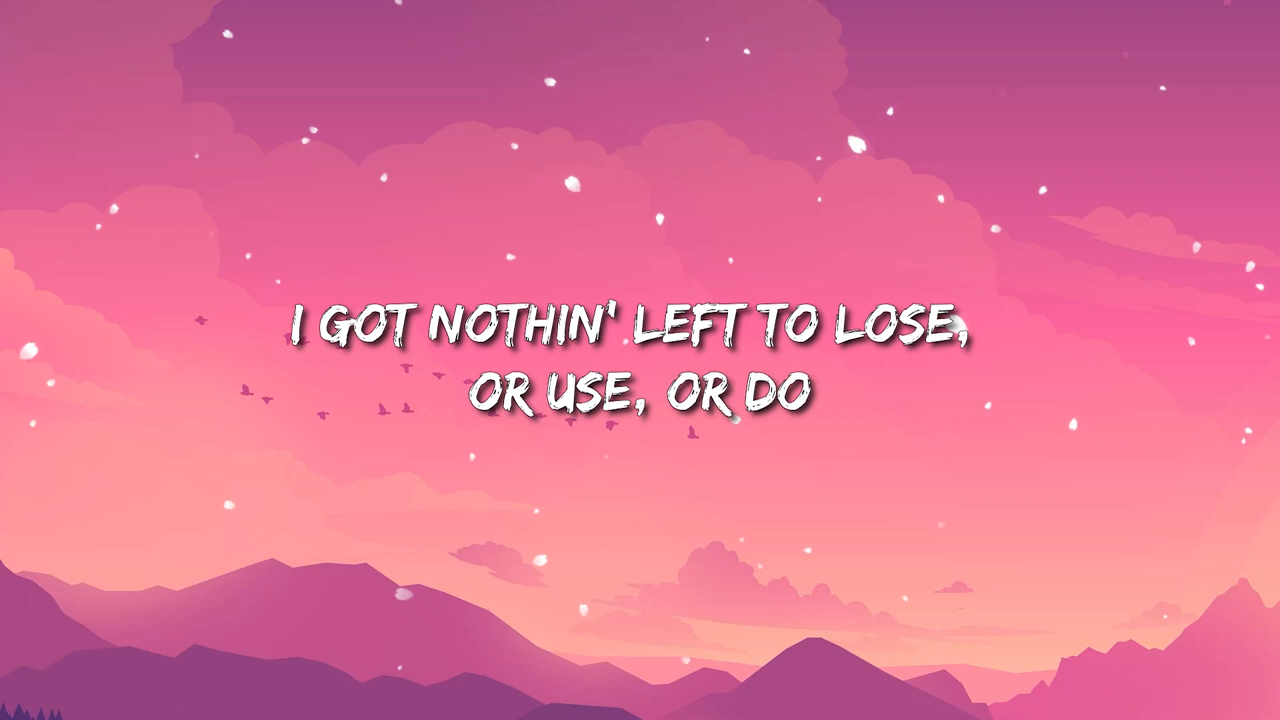 I GOT NOTHIN' LEFT TO LOSE,
OR USE, OR DO